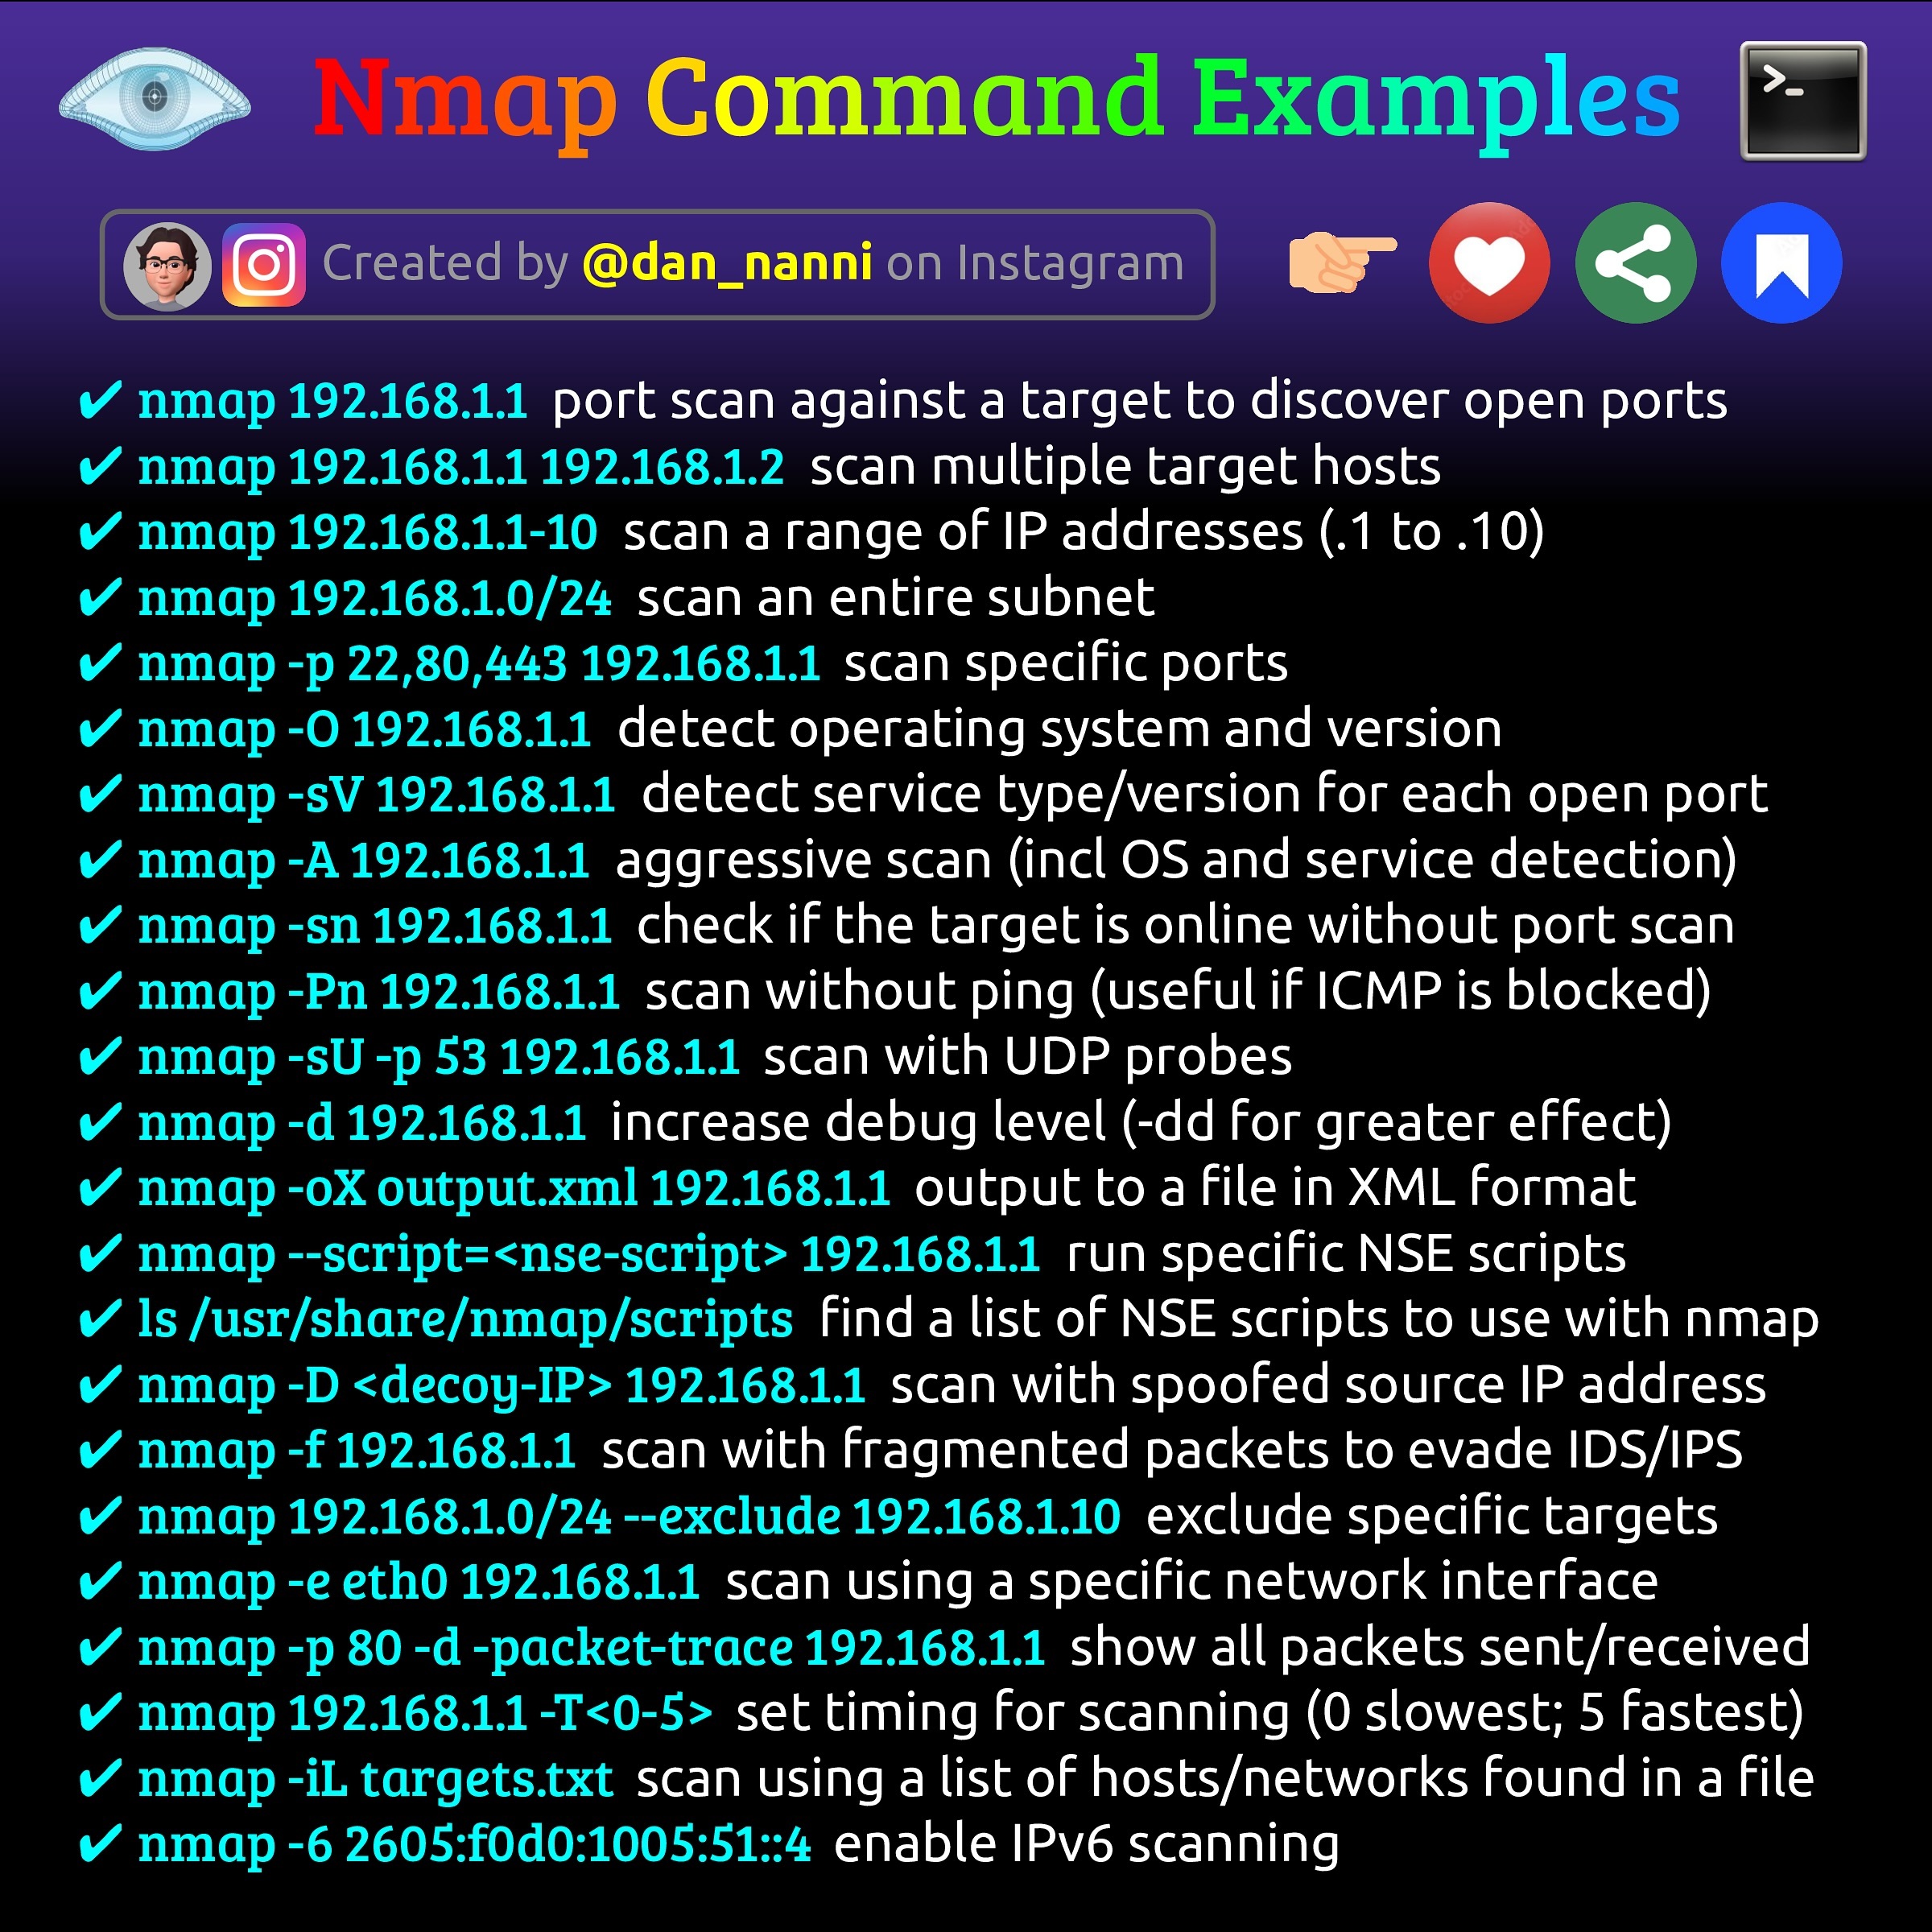 Nmap Command Examples
>_
Created by @dan_nanni on Instagram
✔ nmap 192.168.1.1 port scan against a target to discover open ports
✔ nmap 192.168.1.1 192.168.1.2 scan multiple target hosts
✔ nmap 192.168.1.1-10 scan a range of IP addresses (.1 to .10)
✔ nmap 192.168.1.0/24 scan an entire subnet
✔ nmap -p 22,80,443 192.168.1.1 scan specific ports
✔ nmap -O 192.168.1.1 detect operating system and version
✔ nmap -sV 192.168.1.1 detect service type/version for each open port
✔ nmap -A 192.168.1.1 aggressive scan (incl OS and service detection)
✔ nmap -sn 192.168.1.1 check if the target is online without port scan
✔ nmap -Pn 192.168.1.1 scan without ping (useful if ICMP is blocked)
✔ nmap -sU -p 53 192.168.1.1 scan with UDP probes
✔ nmap -d 192.168.1.1 increase debug level (-dd for greater effect)
✔ nmap -oX output.xml 192.168.1.1 output to a file in XML format
✔ nmap --script=<nse-script> 192.168.1.1 run specific NSE scripts
✔ ls /usr/share/nmap/scripts find a list of NSE scripts to use with nmap
✔ nmap -D <decoy-IP> 192.168.1.1 scan with spoofed source IP address
✔ nmap -f 192.168.1.1 scan with fragmented packets to evade IDS/IPS
✔ nmap 192.168.1.0/24 --exclude 192.168.1.10 exclude specific targets
✔ nmap -e eth0 192.168.1.1 scan using a specific network interface
✔ nmap -p 80 -d -packet-trace 192.168.1.1 show all packets sent/received
✔ nmap 192.168.1.1 -T<0-5> set timing for scanning (0 slowest; 5 fastest)
✔ nmap -iL targets.txt scan using a list of hosts/networks found in a file
✔ nmap -6 2605:f0d0:1005:51::4 enable IPv6 scanning